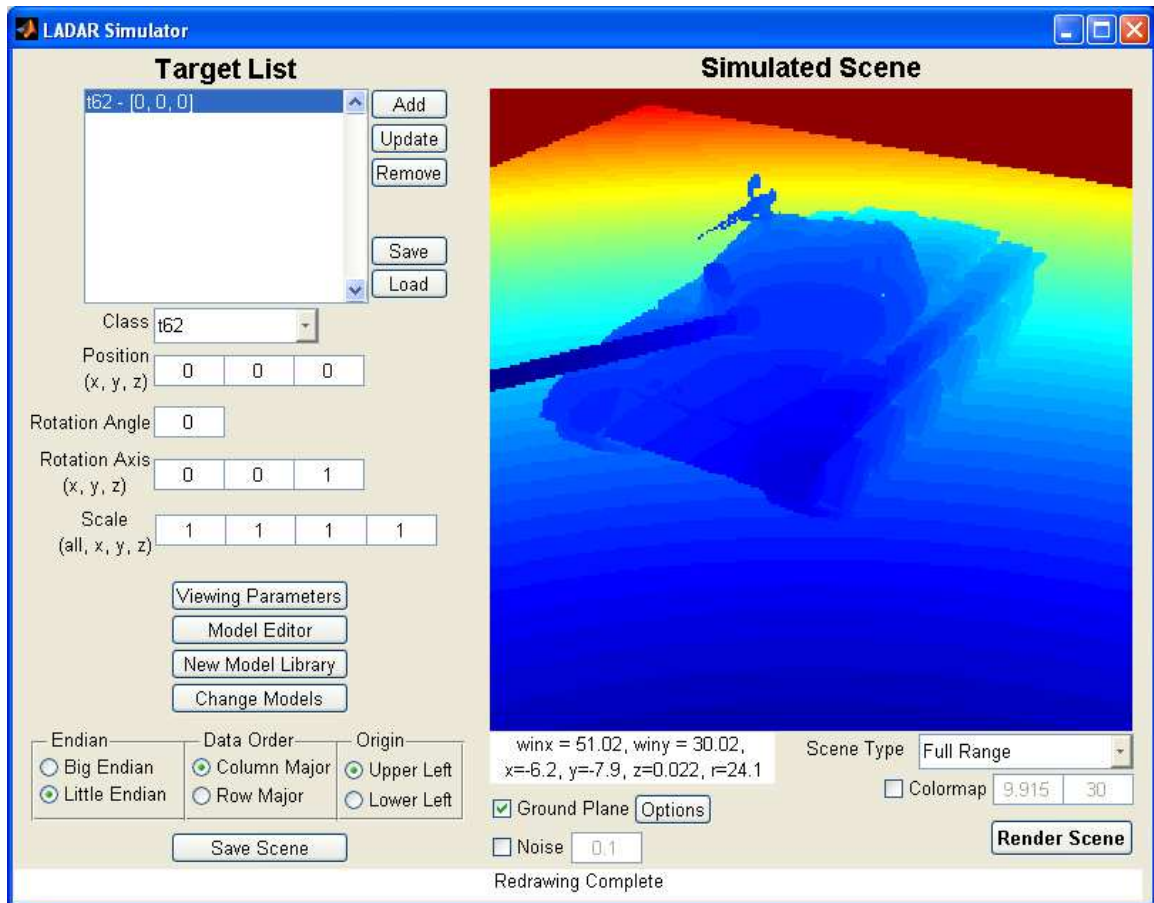 LADAR Simulator
Target List
t62 - [0, 0, 0]
Add
Update
Remove
Save
Load
Class t62
Position
(x, y, z) 0 0 0
Rotation Angle 0
Rotation Axis
(x, y, z) 0 0 1
Scale
(all, x, y, z) 1 1 1 1
Viewing Parameters
Model Editor
New Model Library
Change Models
Endian Data Order Origin
Big Endian Column Major Upper Left
Little Endian Row Major Lower Left
Save Scene
Simulated Scene
winx = 51.02, winy = 30.02,
x=-6.2, y=-7.9, z=0.022, r=24.1
Scene Type Full Range
Colormap 9.915 30
Ground Plane Options
Noise 0.1
Render Scene
Redrawing Complete